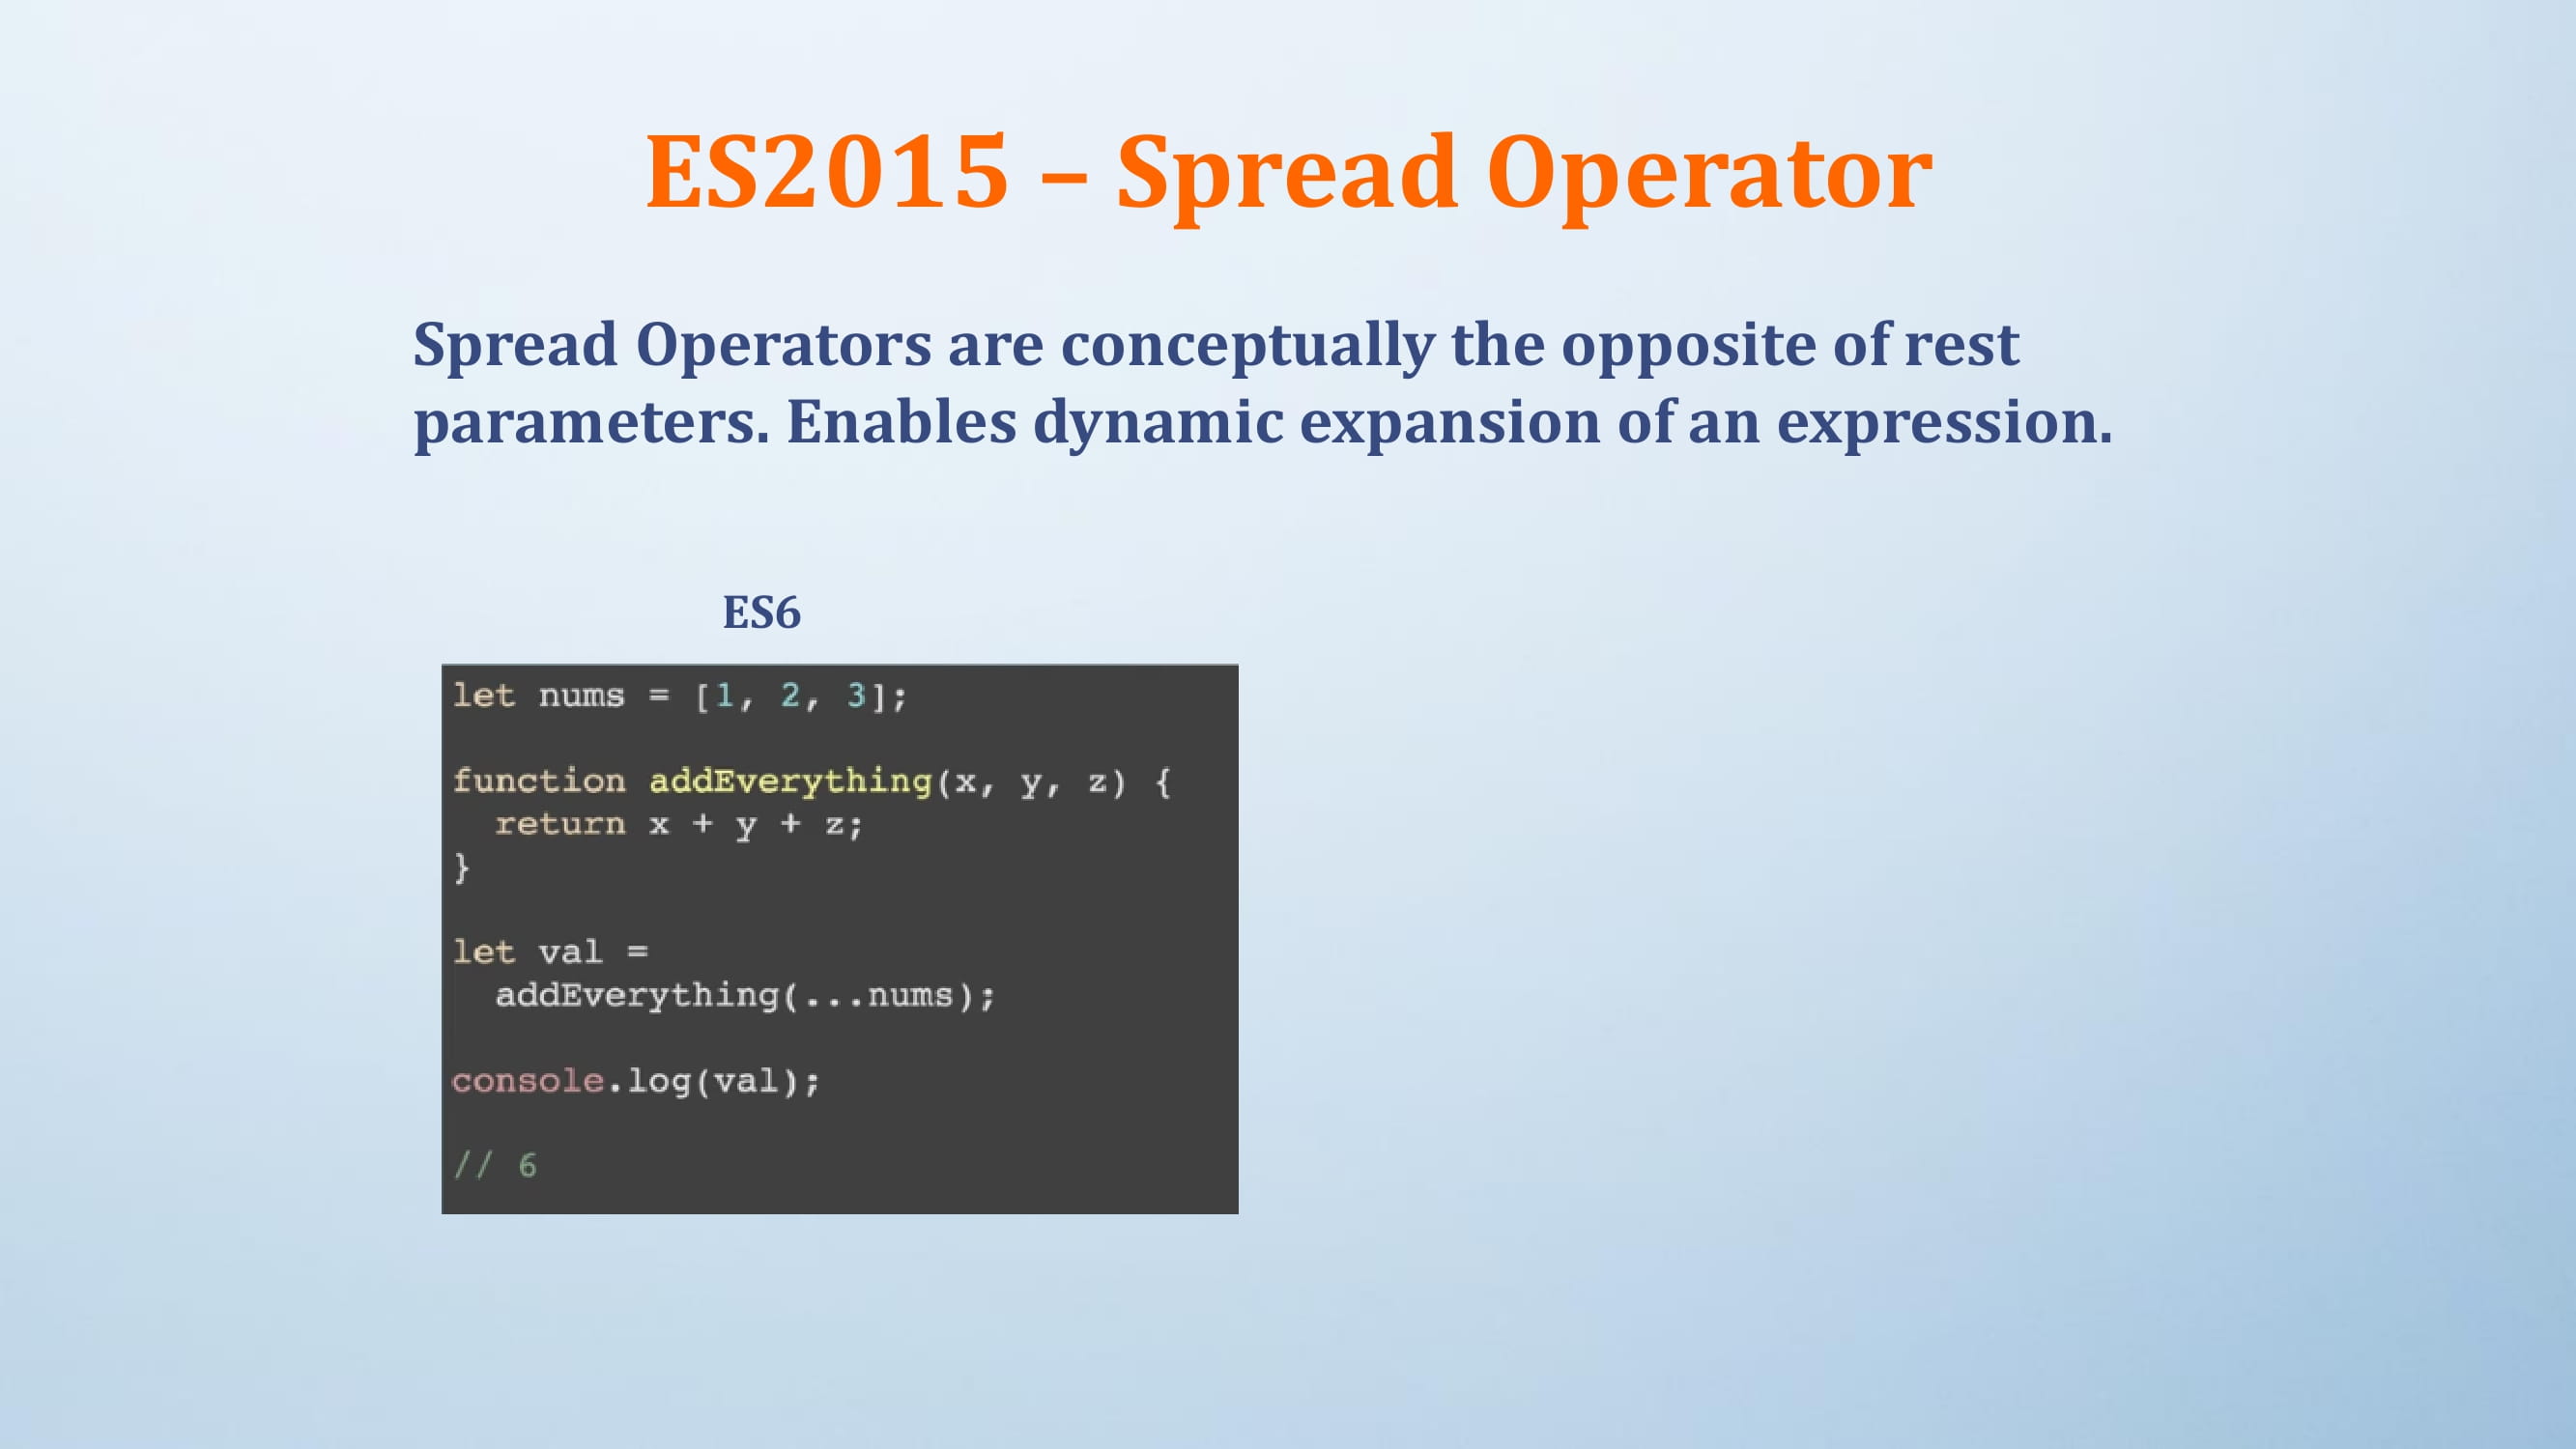 ES2015 – Spread Operator
Spread Operators are conceptually the opposite of rest
parameters. Enables dynamic expansion of an expression.
ES6
let nums = [1, 2, 3];
function addEverything(x, y, z) {
  return x + y + z;
}
let val =
  addEverything(...nums);
console.log(val);
// 6